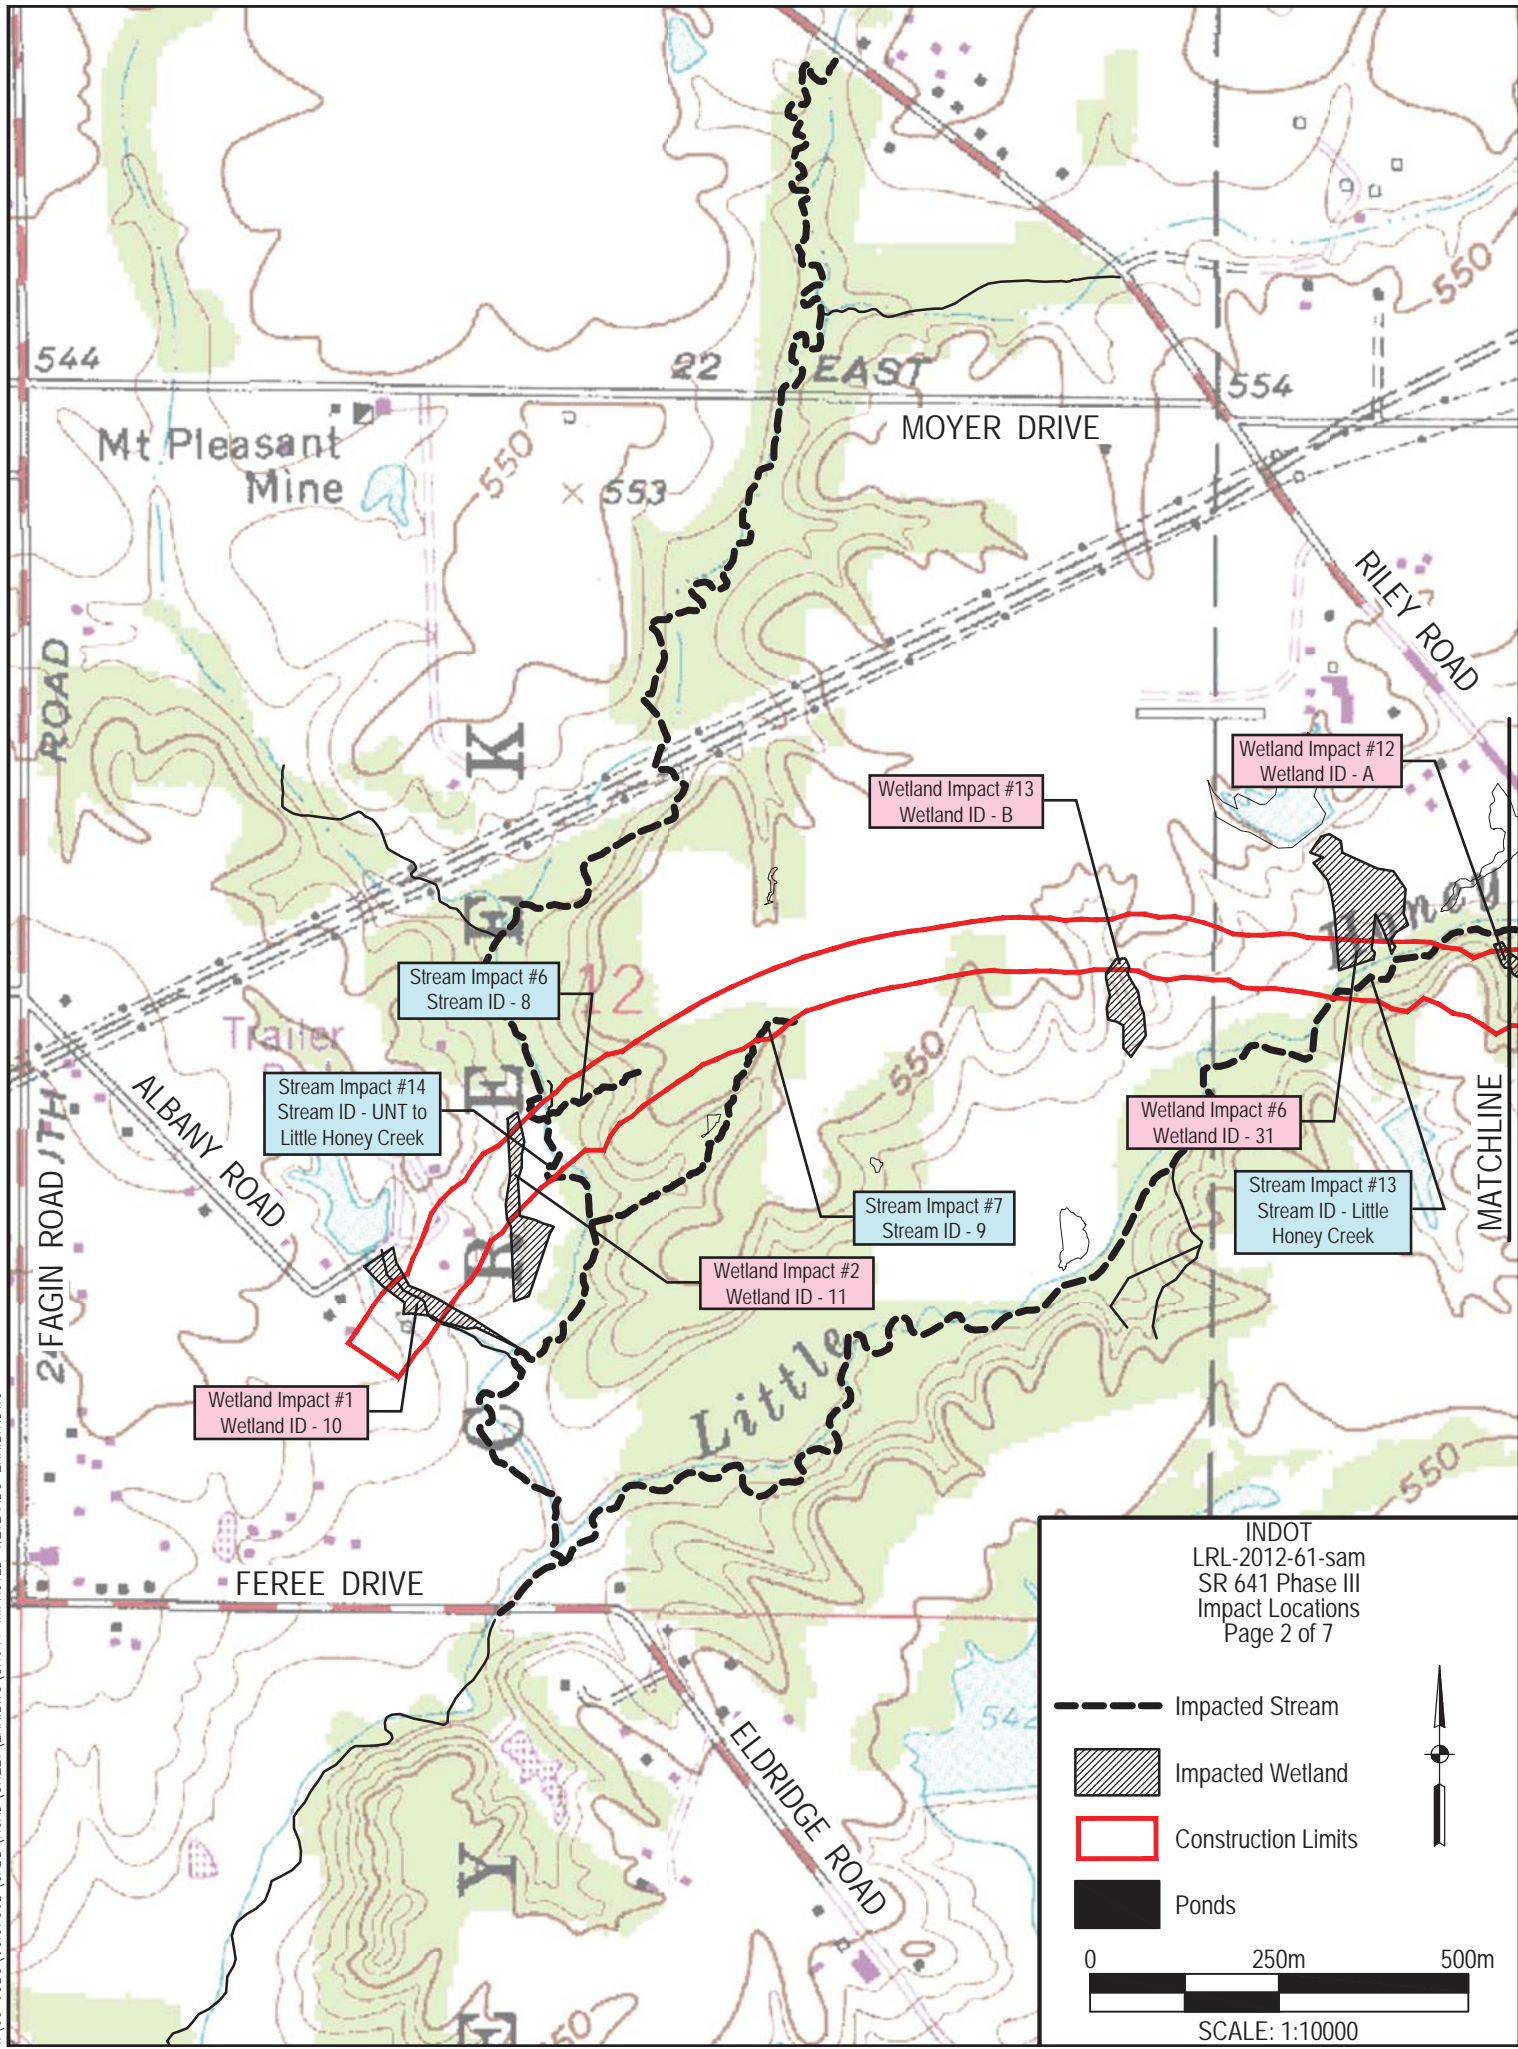 550
544
22
EAST
554
MOYER DRIVE
Mt Pleasant
Mine
550
553
RILEY ROAD
ROAD
K
Wetland Impact #12
Wetland ID - A
Wetland Impact #13
Wetland ID - B
E
Honey
Stream Impact #6
Stream ID - 8
12
Trailer
550
E
Stream Impact #14
Stream ID - UNT to
Little Honey Creek
ALBANY ROAD
Wetland Impact #6
Wetland ID - 31
MATCHLINE
FAGIN ROAD
Stream Impact #7
Stream ID - 9
Stream Impact #13
Stream ID - Little
Honey Creek
R
Wetland Impact #2
Wetland ID - 11
Wetland Impact #1
Wetland ID - 10
C
Little
550
FEREE DRIVE
542
ELDRIDGE ROAD
Y
INDOT
LRL-2012-61-sam
SR 641 Phase III
Impact Locations
Page 2 of 7
Impacted Stream
Impacted Wetland
Construction Limits
Ponds
0 250m 500m
SCALE: 1:10000